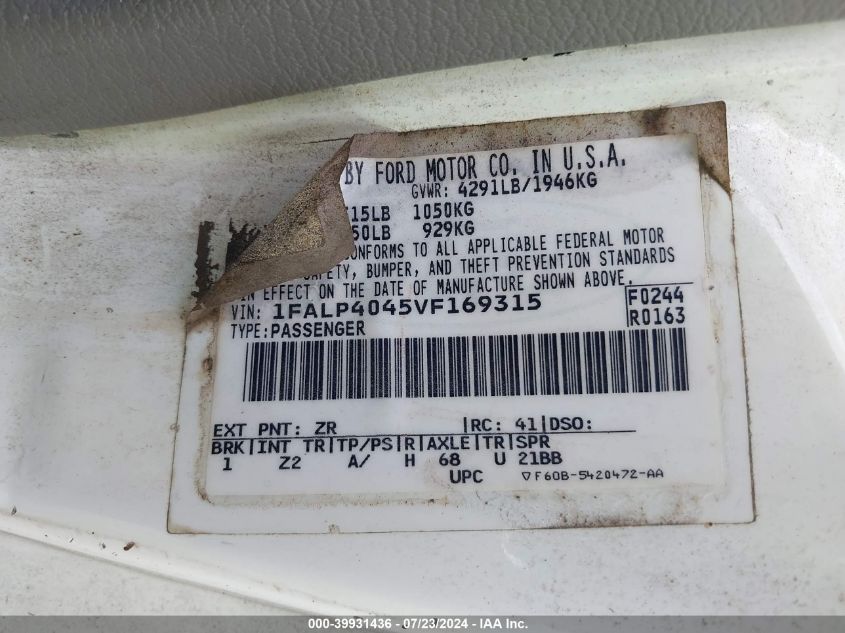 BY FORD MOTOR CO. IN U.S.A.
GVWR: 4291LB/1946KG
15LB 1050KG
50LB 929KG
CONFORMS TO ALL APPLICABLE FEDERAL MOTOR
SAFETY, BUMPER, AND THEFT PREVENTION STANDARDS
IN EFFECT ON THE DATE OF MANUFACTURE SHOWN ABOVE.
VIN: 1FALP4045VF169315
F0244
TYPE:PASSENGER
R0163
EXT PNT: ZR |RC: 41|DSO:
BRK|INT TR|TP/PS|R|AXLE|TR|SPR
1 Z2 A/ H 68 U 21BB
UPC ▽F60B-5420472-AA
000-39931436 - 07/23/2024 - IAA Inc.